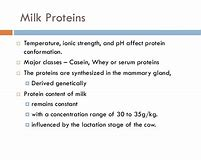 Milk Proteins
Temperature, ionic strength, and pH affect protein
conformation.
Major classes – Casein, Whey or serum proteins
The proteins are synthesized in the mammary gland,
Derived genetically
Protein content of milk
remains constant
with a concentration range of 30 to 35g/kg.
influenced by the lactation stage of the cow.